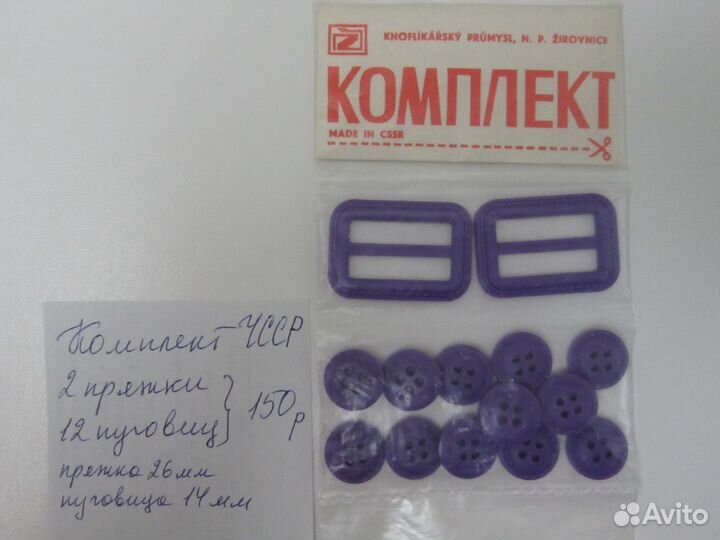 KNOFLÍKÁŘSKÝ PRŮMYSL, N. P. ŽIROVNICE
КОМПЛЕКТ
MADE IN CSSR
Комплект ЧССР
2 пряжки
12 пуговиц } 150р
пряжка 26мм
пуговица 14мм
Avito